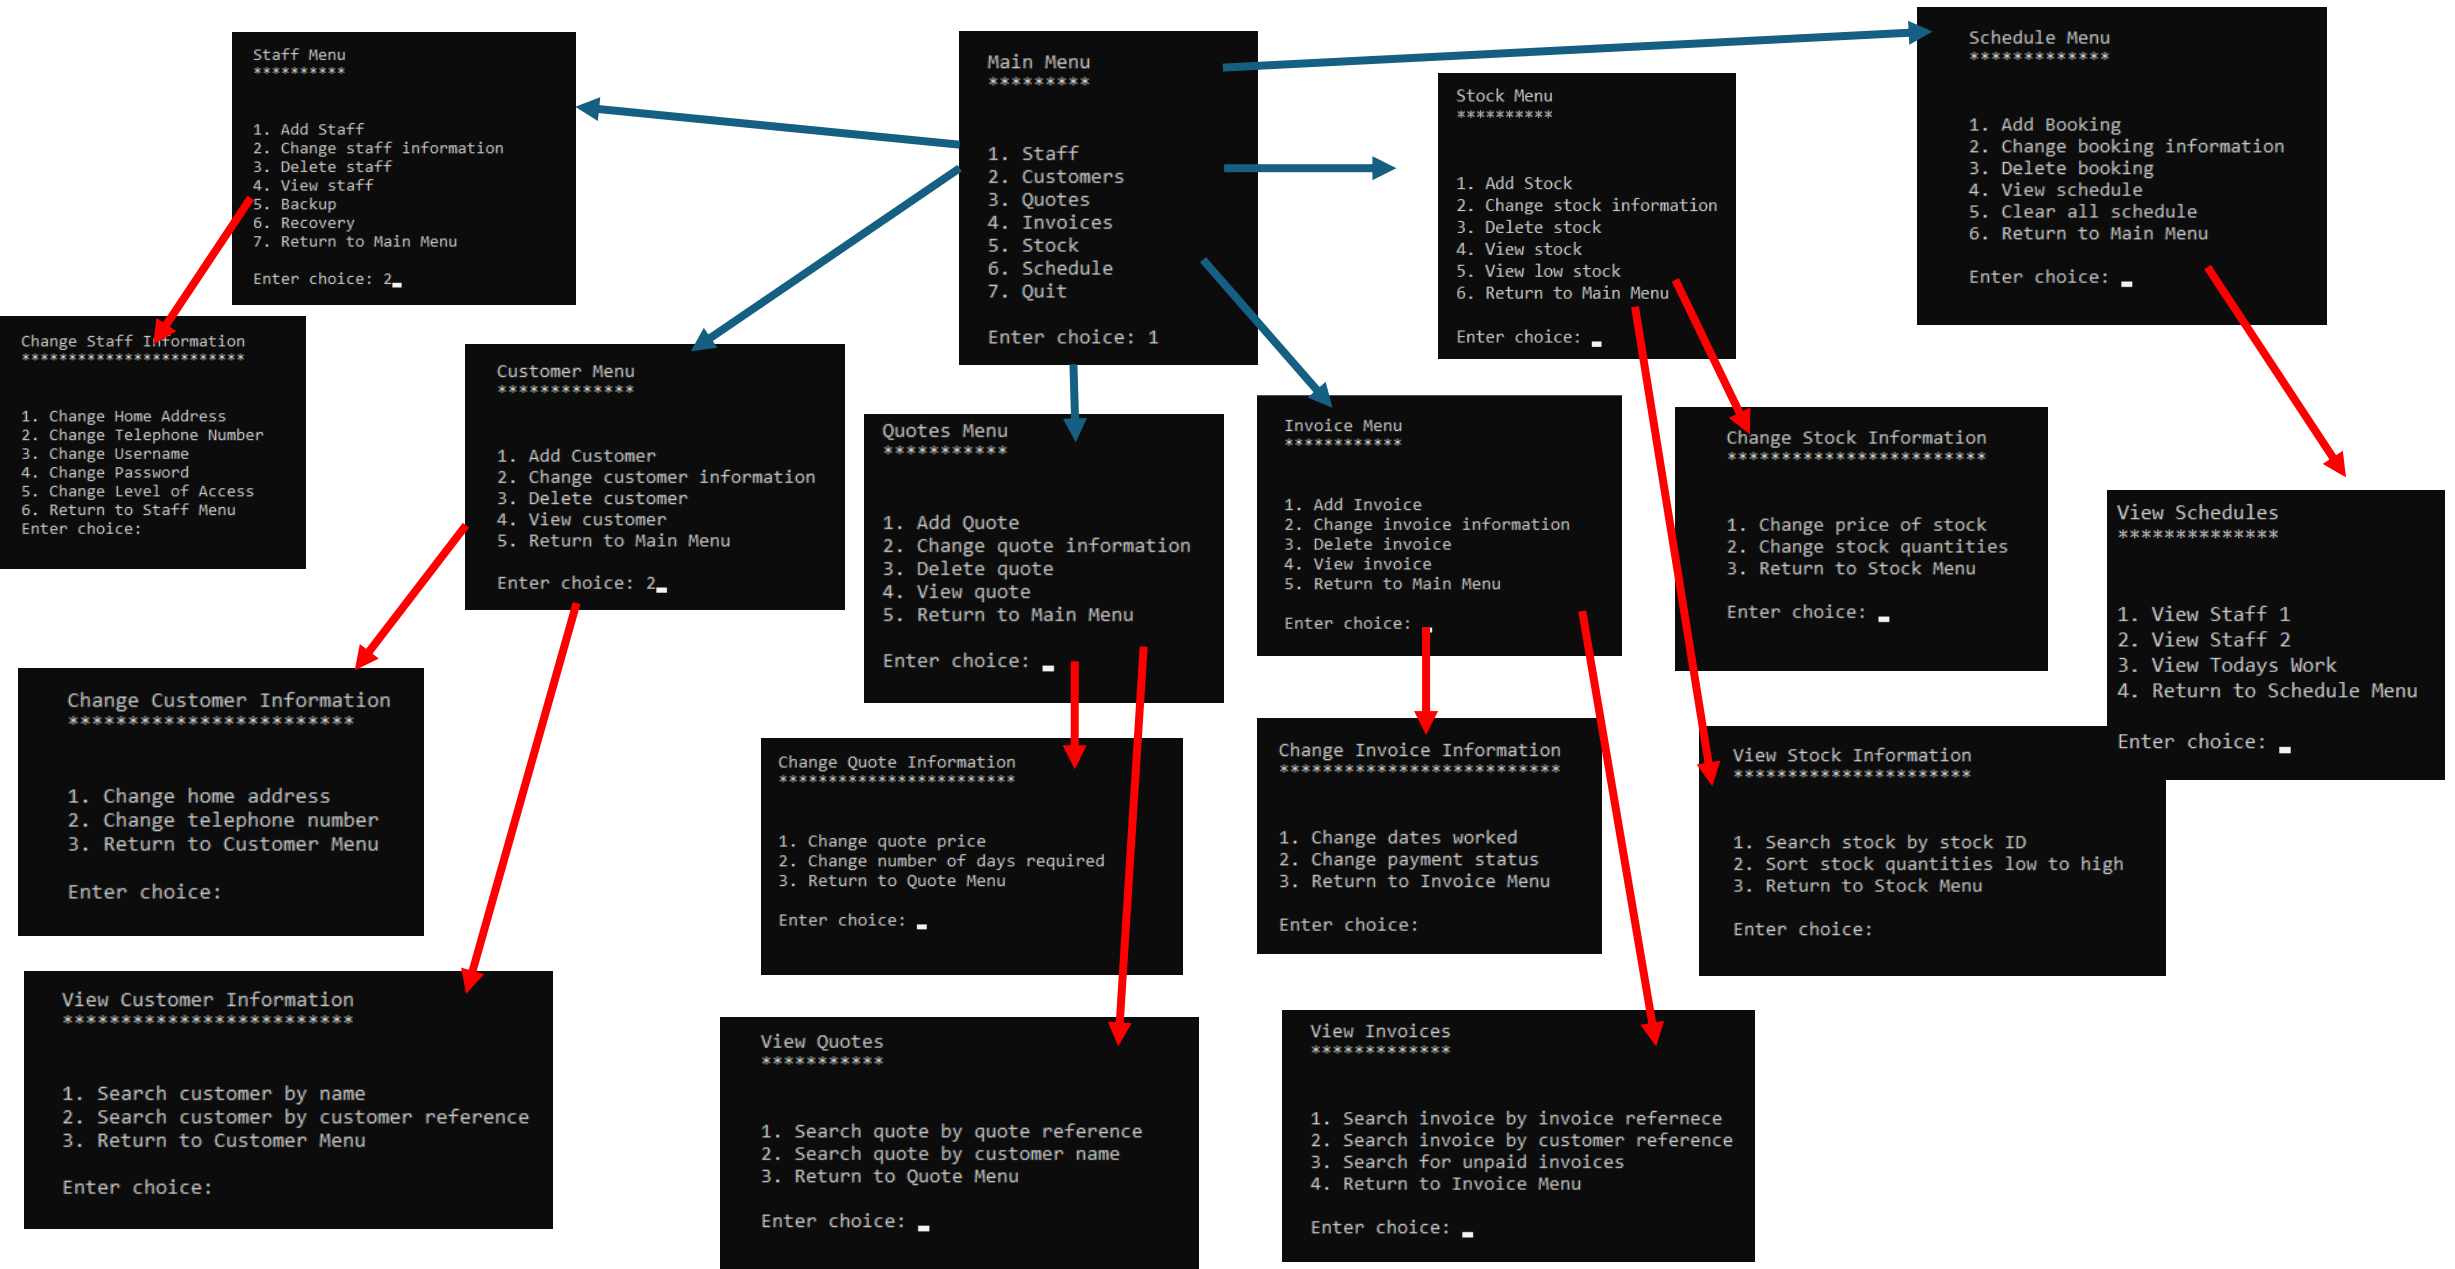 Staff Menu
**********
1. Add Staff
2. Change staff information
3. Delete staff
4. View staff
5. Backup
6. Recovery
7. Return to Main Menu
Enter choice: 2
Main Menu
*********
1. Staff
2. Customers
3. Quotes
4. Invoices
5. Stock
6. Schedule
7. Quit
Enter choice: 1
Stock Menu
**********
1. Add Stock
2. Change stock information
3. Delete stock
4. View stock
5. View low stock
6. Return to Main Menu
Enter choice:
Schedule Menu
*************
1. Add Booking
2. Change booking information
3. Delete booking
4. View schedule
5. Clear all schedule
6. Return to Main Menu
Enter choice:
Change Staff Information
************************
1. Change Home Address
2. Change Telephone Number
3. Change Username
4. Change Password
5. Change Level of Access
6. Return to Staff Menu
Enter choice:
Customer Menu
*************
1. Add Customer
2. Change customer information
3. Delete customer
4. View customer
5. Return to Main Menu
Enter choice: 2
Quotes Menu
***********
1. Add Quote
2. Change quote information
3. Delete quote
4. View quote
5. Return to Main Menu
Enter choice:
Invoice Menu
************
1. Add Invoice
2. Change invoice information
3. Delete invoice
4. View invoice
5. Return to Main Menu
Enter choice:
Change Stock Information
************************
1. Change price of stock
2. Change stock quantities
3. Return to Stock Menu
Enter choice:
View Schedules
**************
1. View Staff 1
2. View Staff 2
3. View Todays Work
4. Return to Schedule Menu
Enter choice:
Change Customer Information
************************
1. Change home address
2. Change telephone number
3. Return to Customer Menu
Enter choice:
Change Quote Information
************************
1. Change quote price
2. Change number of days required
3. Return to Quote Menu
Enter choice:
Change Invoice Information
**************************
1. Change dates worked
2. Change payment status
3. Return to Invoice Menu
Enter choice:
View Stock Information
**********************
1. Search stock by stock ID
2. Sort stock quantities low to high
3. Return to Stock Menu
Enter choice:
View Customer Information
*************************
1. Search customer by name
2. Search customer by customer reference
3. Return to Customer Menu
Enter choice:
View Quotes
***********
1. Search quote by quote reference
2. Search quote by customer name
3. Return to Quote Menu
Enter choice:
View Invoices
*************
1. Search invoice by invoice refernece
2. Search invoice by customer reference
3. Search for unpaid invoices
4. Return to Invoice Menu
Enter choice: